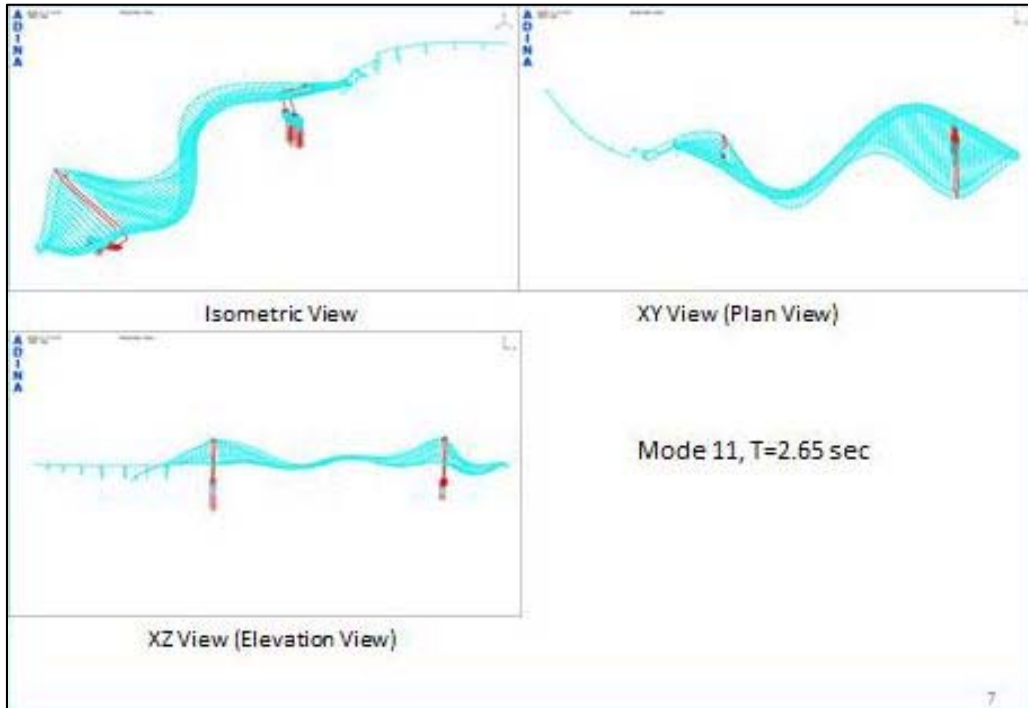 ADINA
ADINA
Isometric View
XY View (Plan View)
ADINA
Mode 11, T=2.65 sec
XZ View (Elevation View)
7